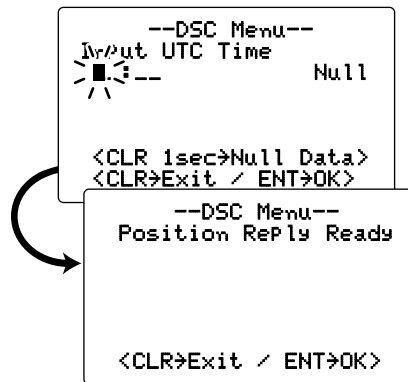 --DSC Menu--
Input UTC Time
:__ Null
<CLR 1sec→Null Data>
<CLR→Exit / ENT→OK>
--DSC Menu--
Position Reply Ready
<CLR→Exit / ENT→OK>